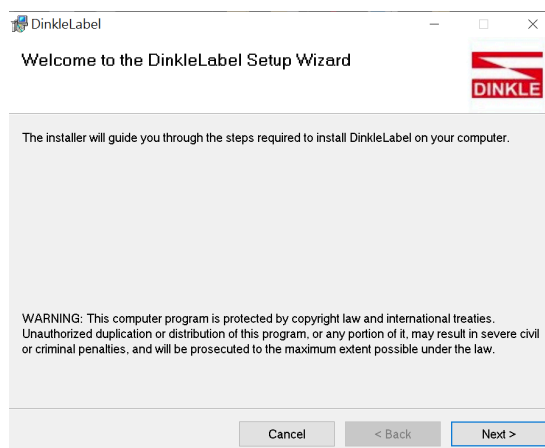 DinkleLabel
Welcome to the DinkleLabel Setup Wizard
DINKLE
The installer will guide you through the steps required to install DinkleLabel on your computer.
WARNING: This computer program is protected by copyright law and international treaties.
Unauthorized duplication or distribution of this program, or any portion of it, may result in severe civil
or criminal penalties, and will be prosecuted to the maximum extent possible under the law.
Cancel
< Back
Next >